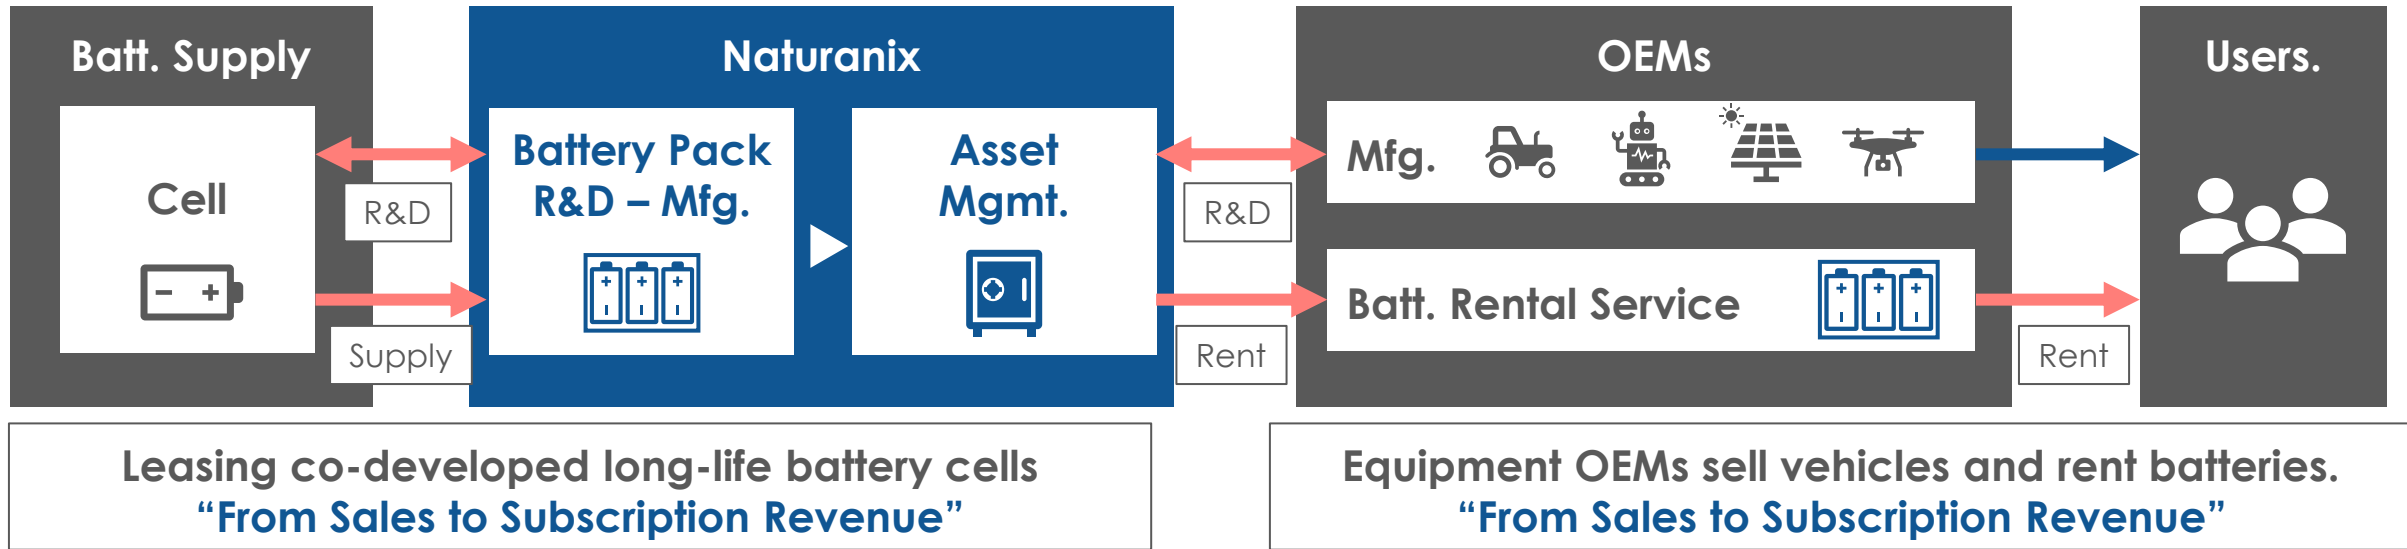 Batt. Supply
Cell
R&D
Supply
Naturanix
Battery Pack
R&D – Mfg.
Asset
Mgmt.
R&D
Rent
OEMs
Mfg.
Batt. Rental Service
Rent
Users.
Leasing co-developed long-life battery cells
“From Sales to Subscription Revenue”
Equipment OEMs sell vehicles and rent batteries.
“From Sales to Subscription Revenue”